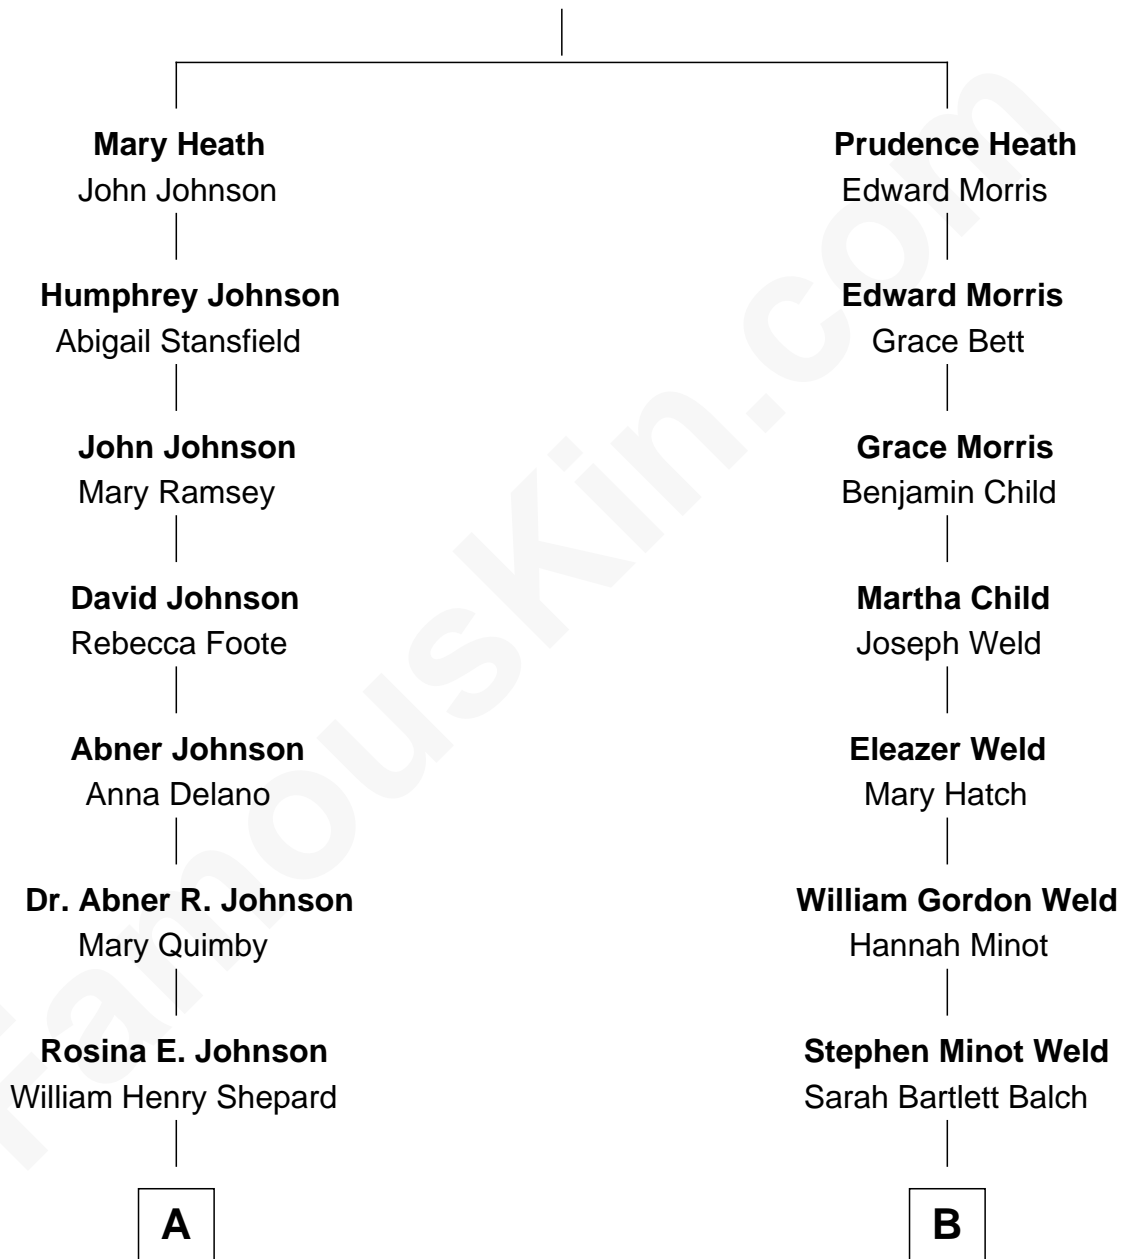 Mary Heath
John Johnson
Prudence Heath
Edward Morris
Humphrey Johnson
Abigail Stansfield
Edward Morris
Grace Bett
John Johnson
Mary Ramsey
Grace Morris
Benjamin Child
David Johnson
Rebecca Foote
Martha Child
Joseph Weld
Abner Johnson
Anna Delano
Eleazer Weld
Mary Hatch
Dr. Abner R. Johnson
Mary Quimby
William Gordon Weld
Hannah Minot
Rosina E. Johnson
William Henry Shepard
Stephen Minot Weld
Sarah Bartlett Balch
A
B
FamousKin.com